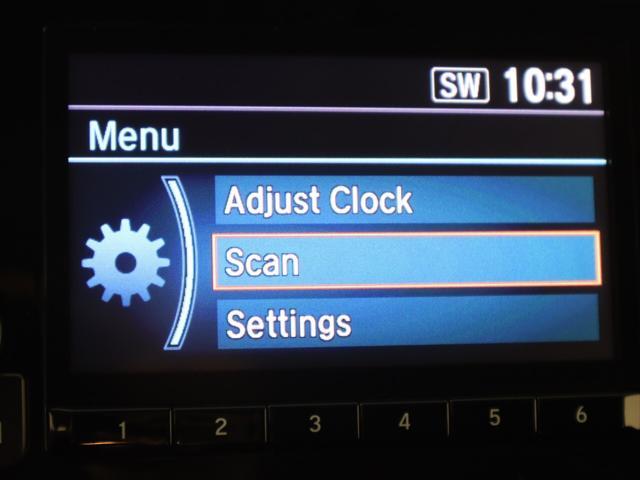 SW 10:31
Menu
Adjust Clock
Scan
Settings
1 2 3 4 5 6